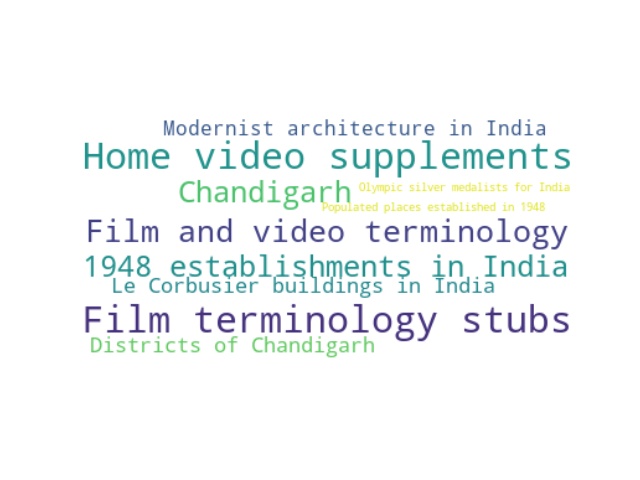 Modernist architecture in India
Home video supplements
Chandigarh
Olympic silver medalists for India
Populated places established in 1948
Film and video terminology
1948 establishments in India
Le Corbusier buildings in India
Film terminology stubs
Districts of Chandigarh